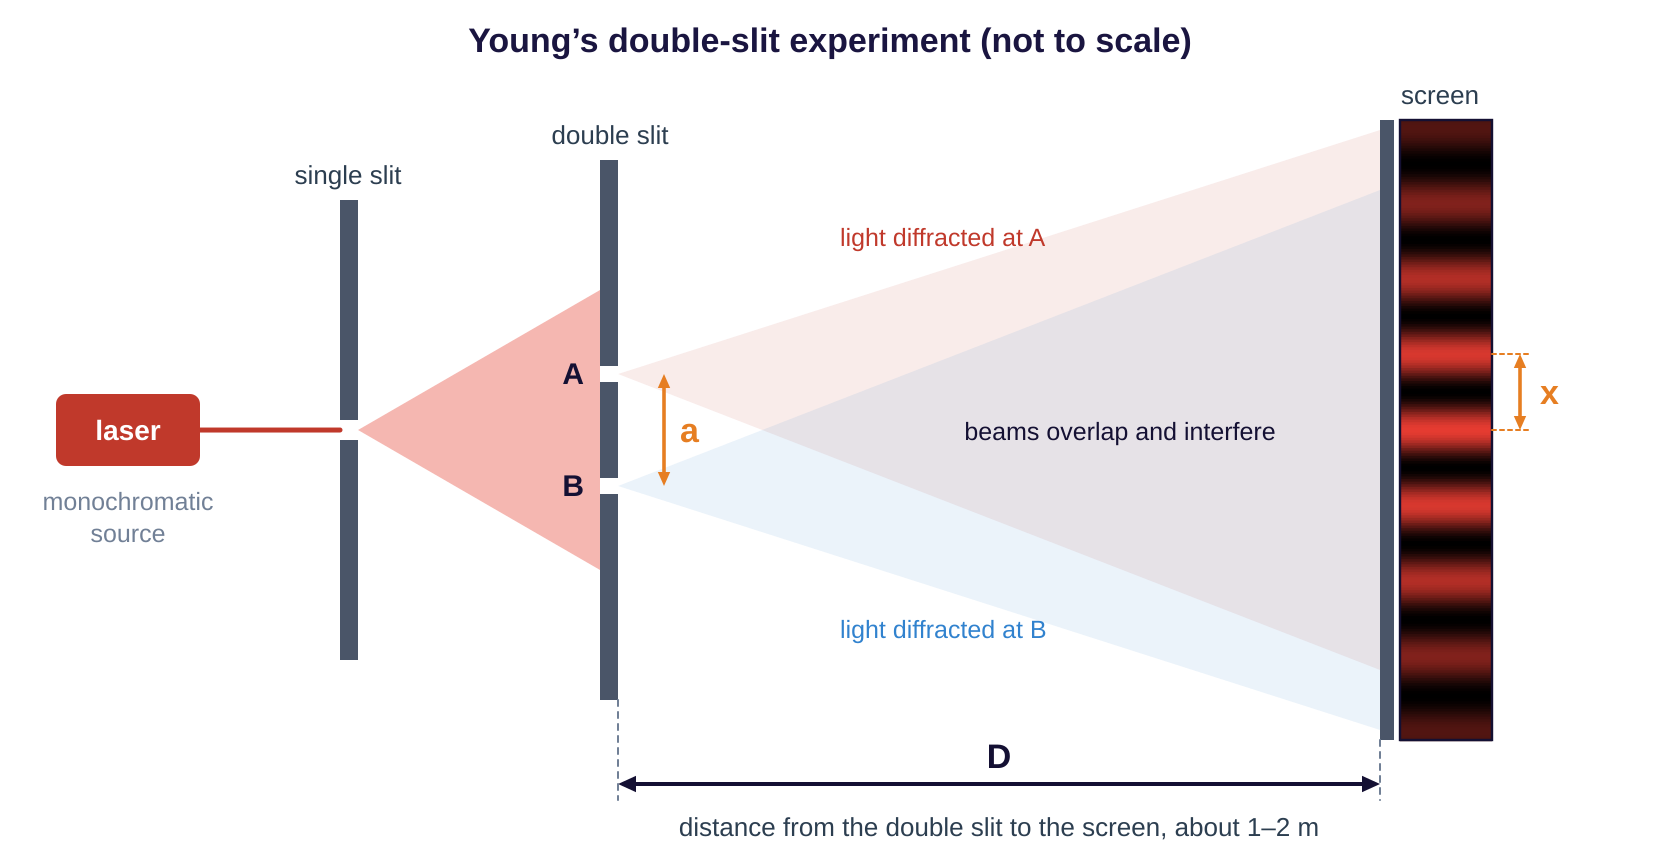 Young’s double-slit experiment (not to scale)
screen
double slit
single slit
light diffracted at A
A
laser
a
x
beams overlap and interfere
B
monochromatic
source
light diffracted at B
D
distance from the double slit to the screen, about 1–2 m